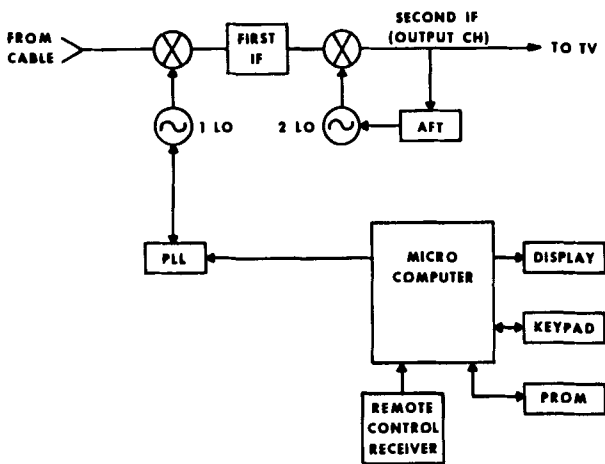 FROM
CABLE
FIRST
IF
SECOND IF
(OUTPUT CH)
TO TV
1 LO
2 LO
AFT
PLL
MICRO
COMPUTER
DISPLAY
KEYPAD
PROM
REMOTE
CONTROL
RECEIVER